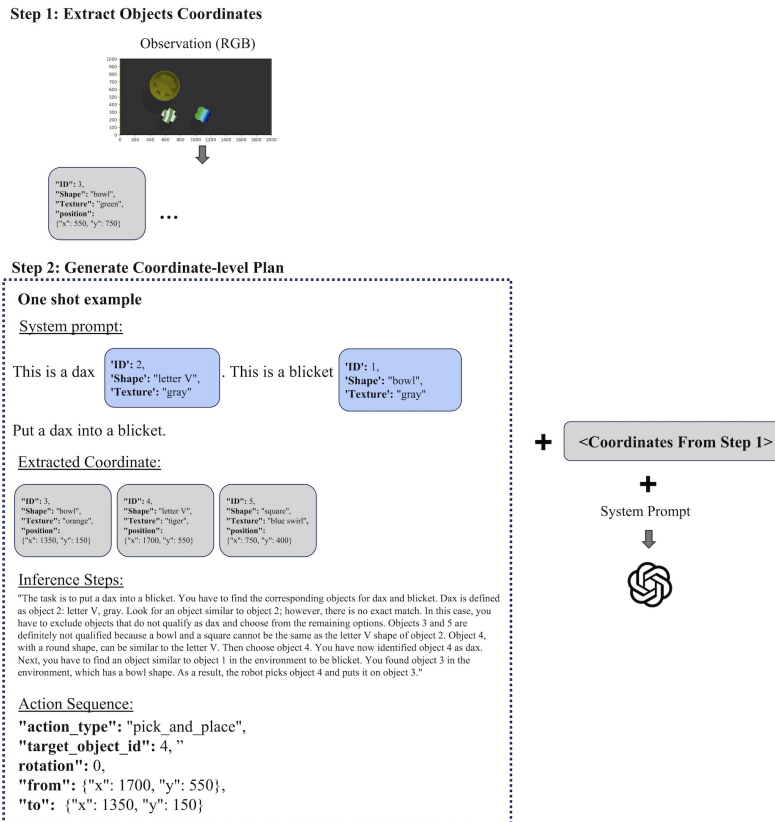 Step 1: Extract Objects Coordinates
Observation (RGB)
1000
900
800
700
600
500
400
300
200
100
0
0 200 400 600 800 1000 1200 1400 1600 1800 2000
"ID": 3,
"Shape": "bowl",
"Texture": "green",
"position":
{"x": 550, "y": 750}
...
Step 2: Generate Coordinate-level Plan
One shot example
System prompt:
This is a dax
'ID': 2,
'Shape': "letter V",
'Texture': "gray"
. This is a blicket
'ID': 1,
'Shape': "bowl",
'Texture': "gray"
Put a dax into a blicket.
Extracted Coordinate:
"ID": 3,
"Shape": "bowl",
"Texture": "orange",
"position":
{"x": 1350, "y": 150}
"ID": 4,
"Shape": "letter V",
"Texture": "tiger",
"position":
{"x": 1700, "y": 550}
"ID": 5,
"Shape": "square",
"Texture": "blue swirl",
"position":
{"x": 750, "y": 400}
Inference Steps:
"The task is to put a dax into a blicket. You have to find the corresponding objects for dax and blicket. Dax is defined
as object 2: letter V, gray. Look for an object similar to object 2; however, there is no exact match. In this case, you
have to exclude objects that do not qualify as dax and choose from the remaining options. Objects 3 and 5 are
definitely not qualified because a bowl and a square cannot be the same as the letter V shape of object 2. Object 4,
with a round shape, can be similar to the letter V. Then choose object 4. You have now identified object 4 as dax.
Next, you have to find an object similar to object 1 in the environment to be blicket. You found object 3 in the
environment, which has a bowl shape. As a result, the robot picks object 4 and puts it on object 3."
Action Sequence:
"action_type": "pick_and_place",
"target_object_id": 4, ”
rotation": 0,
"from": {"x": 1700, "y": 550},
"to": {"x": 1350, "y": 150}
+
<Coordinates From Step 1>
+
System Prompt